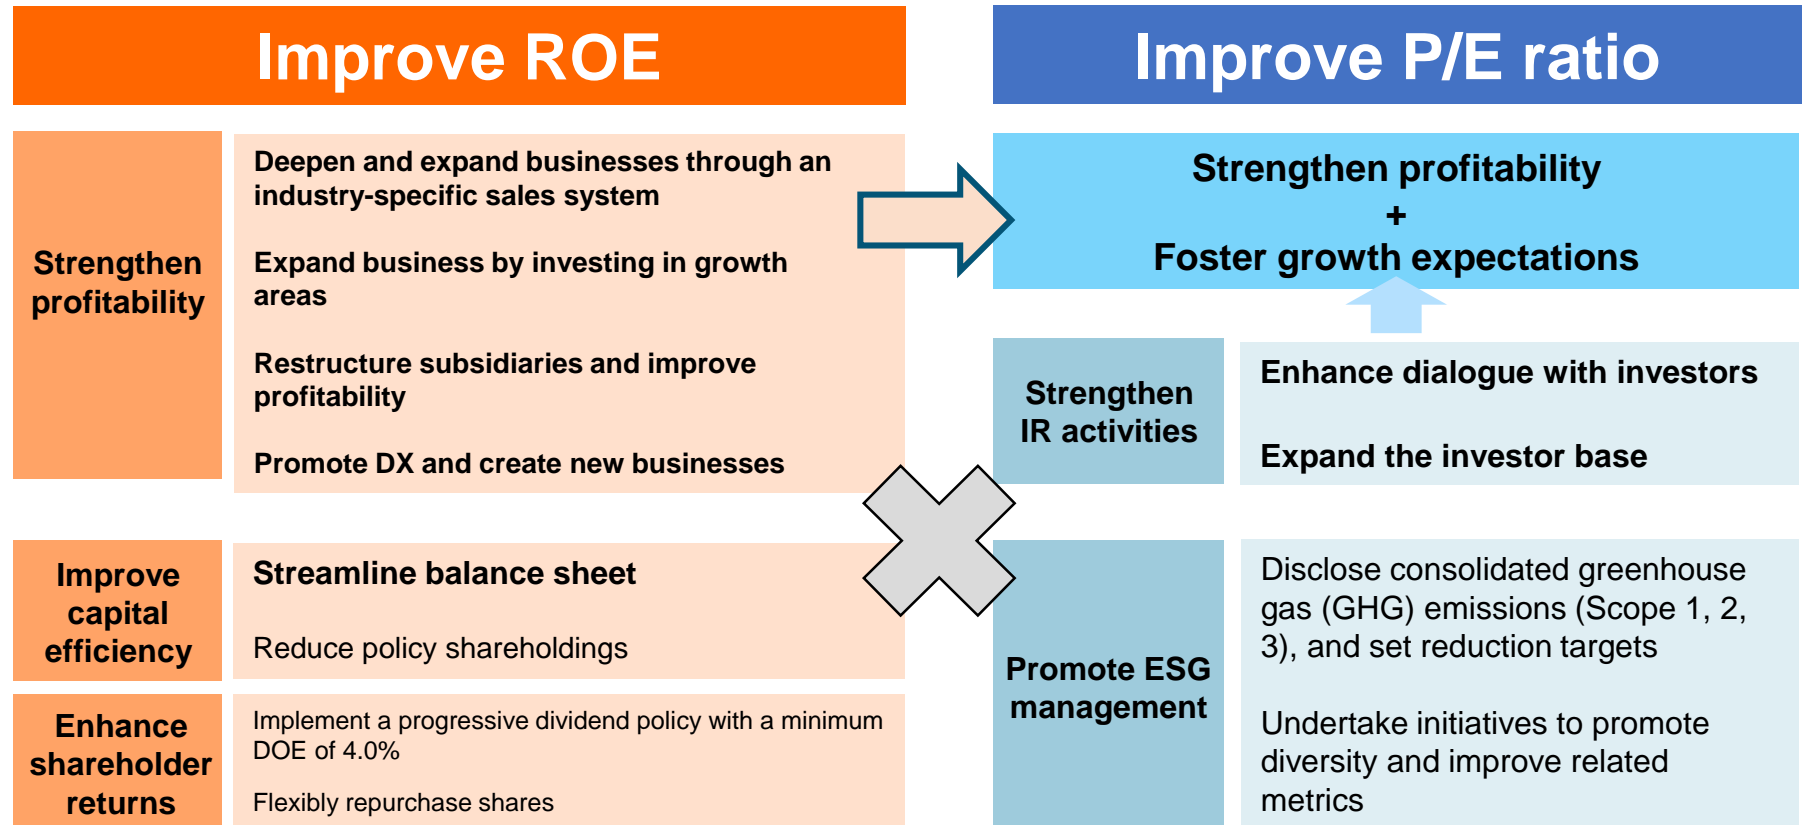 Improve ROE
Strengthen
profitability
Deepen and expand businesses through an
industry-specific sales system
Expand business by investing in growth
areas
Restructure subsidiaries and improve
profitability
Promote DX and create new businesses
Improve
capital
efficiency
Streamline balance sheet
Reduce policy shareholdings
Enhance
shareholder
returns
Implement a progressive dividend policy with a minimum
DOE of 4.0%
Flexibly repurchase shares
Improve P/E ratio
Strengthen profitability
+
Foster growth expectations
Strengthen
IR activities
Enhance dialogue with investors
Expand the investor base
Promote ESG
management
Disclose consolidated greenhouse
gas (GHG) emissions (Scope 1, 2,
3), and set reduction targets
Undertake initiatives to promote
diversity and improve related
metrics